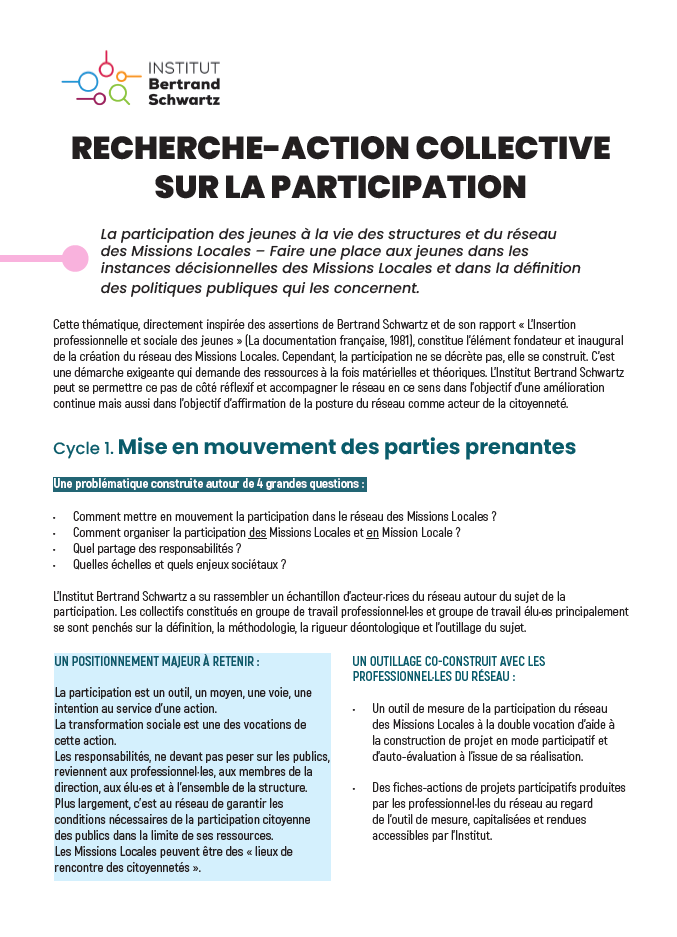 INSTITUT
Bertrand
Schwartz
RECHERCHE-ACTION COLLECTIVE
SUR LA PARTICIPATION
La participation des jeunes à la vie des structures et du réseau
des Missions Locales – Faire une place aux jeunes dans les
instances décisionnelles des Missions Locales et dans la définition
des politiques publiques qui les concernent.
Cette thématique, directement inspirée des assertions de Bertrand Schwartz et de son rapport « L'Insertion
professionnelle et sociale des jeunes » (La documentation française, 1981), constitue l'élément fondateur et inaugural
de la création du réseau des Missions Locales. Cependant, la participation ne se décrète pas, elle se construit. C'est
une démarche exigeante qui demande des ressources à la fois matérielles et théoriques. L'Institut Bertrand Schwartz
peut se permettre ce pas de côté réflexif et accompagner le réseau en ce sens dans l'objectif d'une amélioration
continue mais aussi dans l'objectif d'affirmation de la posture du réseau comme acteur de la citoyenneté.
Cycle 1. Mise en mouvement des parties prenantes
Une problématique construite autour de 4 grandes questions :
• Comment mettre en mouvement la participation dans le réseau des Missions Locales ?
• Comment organiser la participation des Missions Locales et en Mission Locale ?
• Quel partage des responsabilités ?
• Quelles échelles et quels enjeux sociétaux ?
L'Institut Bertrand Schwartz a su rassembler un échantillon d'acteur·rices du réseau autour du sujet de la
participation. Les collectifs constitués en groupe de travail professionnel·les et groupe de travail élu·es principalement
se sont penchés sur la définition, la méthodologie, la rigueur déontologique et l'outillage du sujet.
UN POSITIONNEMENT MAJEUR À RETENIR :
La participation est un outil, un moyen, une voie, une
intention au service d'une action.
La transformation sociale est une des vocations de
cette action.
Les responsabilités, ne devant pas peser sur les publics,
reviennent aux professionnel·les, aux membres de la
direction, aux élu·es et à l'ensemble de la structure.
Plus largement, c'est au réseau de garantir les
conditions nécessaires de la participation citoyenne
des publics dans la limite de ses ressources.
Les Missions Locales peuvent être des « lieux de
rencontre des citoyennetés ».
UN OUTILLAGE CO-CONSTRUIT AVEC LES
PROFESSIONNEL·LES DU RÉSEAU :
• Un outil de mesure de la participation du réseau
des Missions Locales à la double vocation d'aide à
la construction de projet en mode participatif et
d'auto-évaluation à l'issue de sa réalisation.
• Des fiches-actions de projets participatifs produites
par les professionnel·les du réseau au regard
de l'outil de mesure, capitalisées et rendues
accessibles par l'Institut.